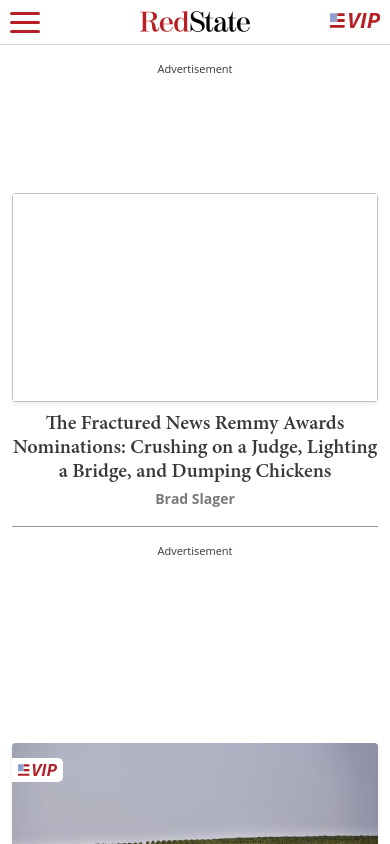 RedState
VIP
Advertisement
The Fractured News Remmy Awards
Nominations: Crushing on a Judge, Lighting
a Bridge, and Dumping Chickens
Brad Slager
Advertisement
VIP